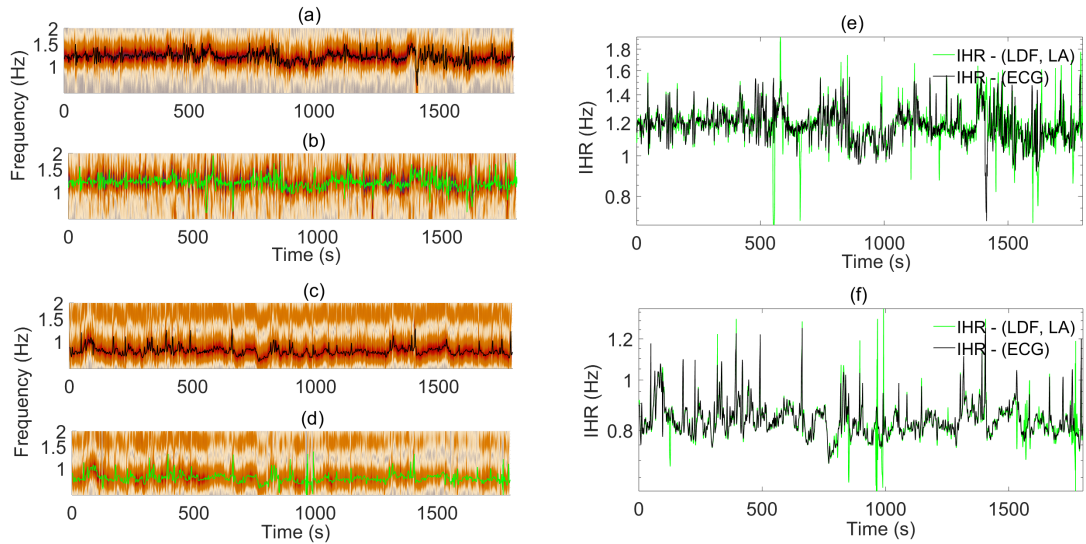 (a)
Frequency (Hz)
2
1.5
1
0 500 1000 1500
(b)
2
1.5
1
0 500 1000 1500
Time (s)
(c)
Frequency (Hz)
2
1.5
1
0 500 1000 1500
(d)
2
1.5
1
0 500 1000 1500
Time (s)
(e)
IHR (Hz)
1.8
1.6
1.4
1.2
1
0.8
IHR - (LDF, LA)
IHR - (ECG)
0 500 1000 1500
Time (s)
(f)
IHR (Hz)
1.2
1
0.8
IHR - (LDF, LA)
IHR - (ECG)
0 500 1000 1500
Time (s)